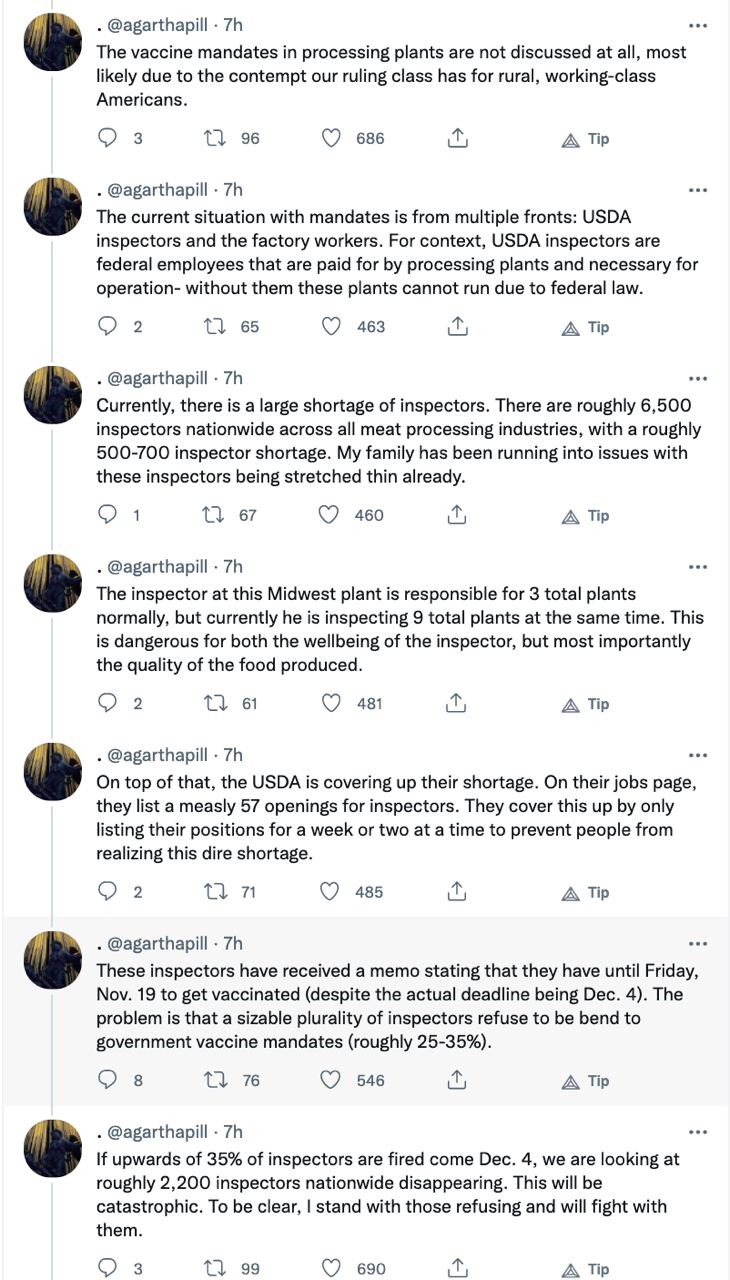 . @agarthapill · 7h
The vaccine mandates in processing plants are not discussed at all, most
likely due to the contempt our ruling class has for rural, working-class
Americans.
3 96 686 Tip
. @agarthapill · 7h
The current situation with mandates is from multiple fronts: USDA
inspectors and the factory workers. For context, USDA inspectors are
federal employees that are paid for by processing plants and necessary for
operation- without them these plants cannot run due to federal law.
2 65 463 Tip
. @agarthapill · 7h
Currently, there is a large shortage of inspectors. There are roughly 6,500
inspectors nationwide across all meat processing industries, with a roughly
500-700 inspector shortage. My family has been running into issues with
these inspectors being stretched thin already.
1 67 460 Tip
. @agarthapill · 7h
The inspector at this Midwest plant is responsible for 3 total plants
normally, but currently he is inspecting 9 total plants at the same time. This
is dangerous for both the wellbeing of the inspector, but most importantly
the quality of the food produced.
2 61 481 Tip
. @agarthapill · 7h
On top of that, the USDA is covering up their shortage. On their jobs page,
they list a measly 57 openings for inspectors. They cover this up by only
listing their positions for a week or two at a time to prevent people from
realizing this dire shortage.
2 71 485 Tip
. @agarthapill · 7h
These inspectors have received a memo stating that they have until Friday,
Nov. 19 to get vaccinated (despite the actual deadline being Dec. 4). The
problem is that a sizable plurality of inspectors refuse to be bend to
government vaccine mandates (roughly 25-35%).
8 76 546 Tip
. @agarthapill · 7h
If upwards of 35% of inspectors are fired come Dec. 4, we are looking at
roughly 2,200 inspectors nationwide disappearing. This will be
catastrophic. To be clear, I stand with those refusing and will fight with
them.
3 99 690 Tip